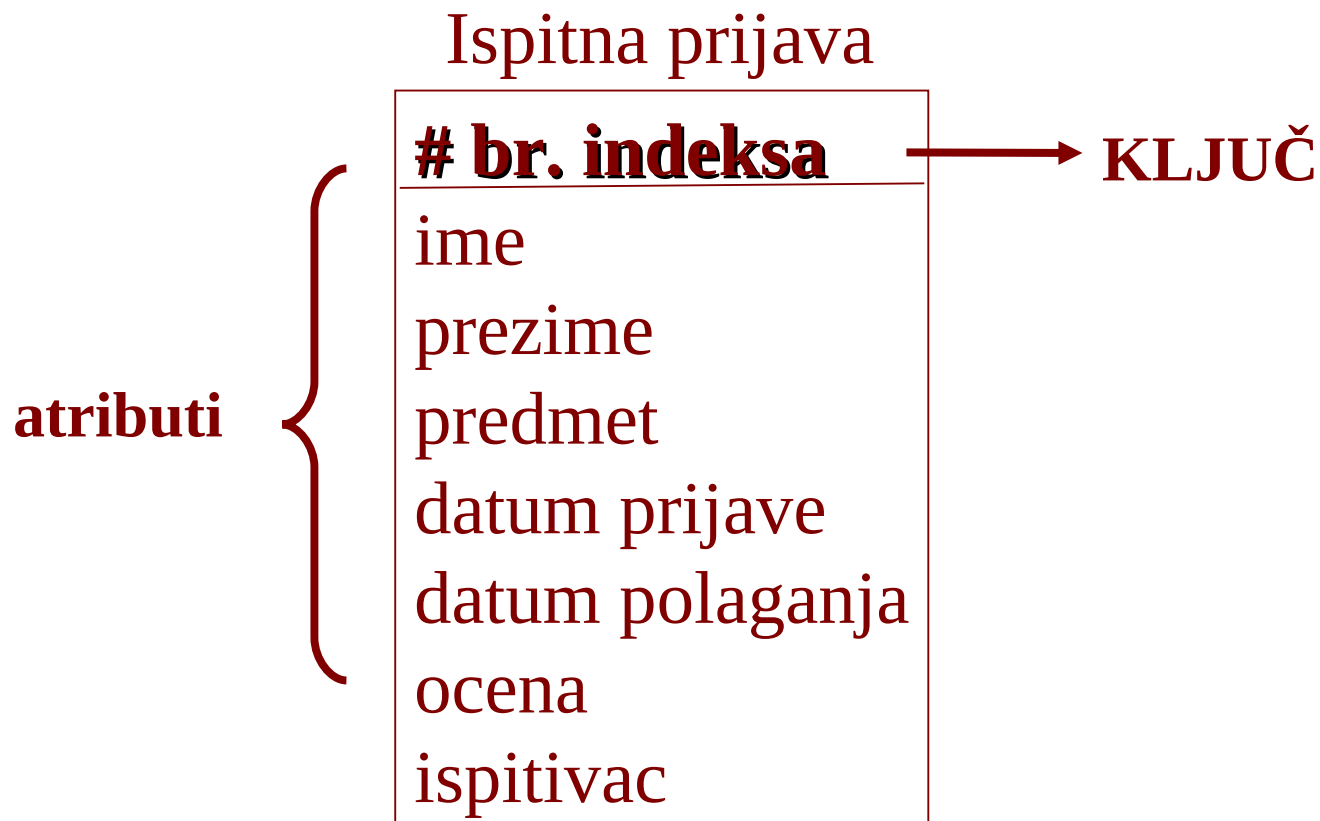 Ispitna prijava
# br. indeksa
KLJUČ
ime
prezime
atributi
predmet
datum prijave
datum polaganja
ocena
ispitivac